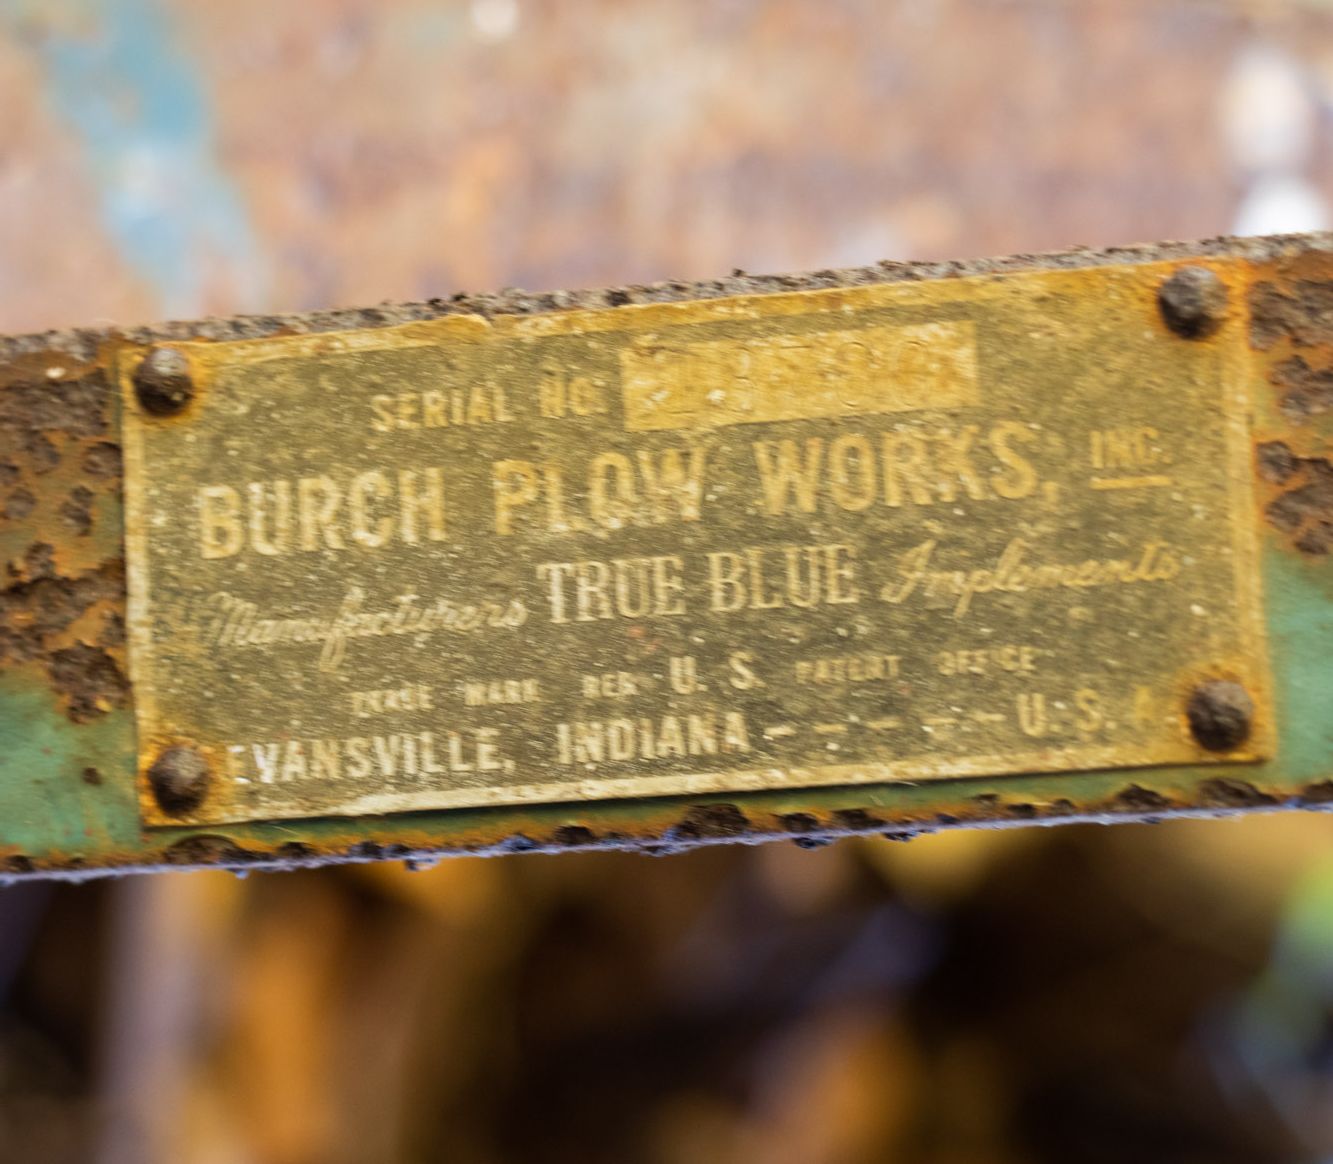 SERIAL NO.
BURCH PLOW WORKS, INC.
Manufacturers TRUE BLUE Implements
TRADE MARK REG. U. S. PATENT OFFICE
EVANSVILLE, INDIANA - - - - - U. S. A